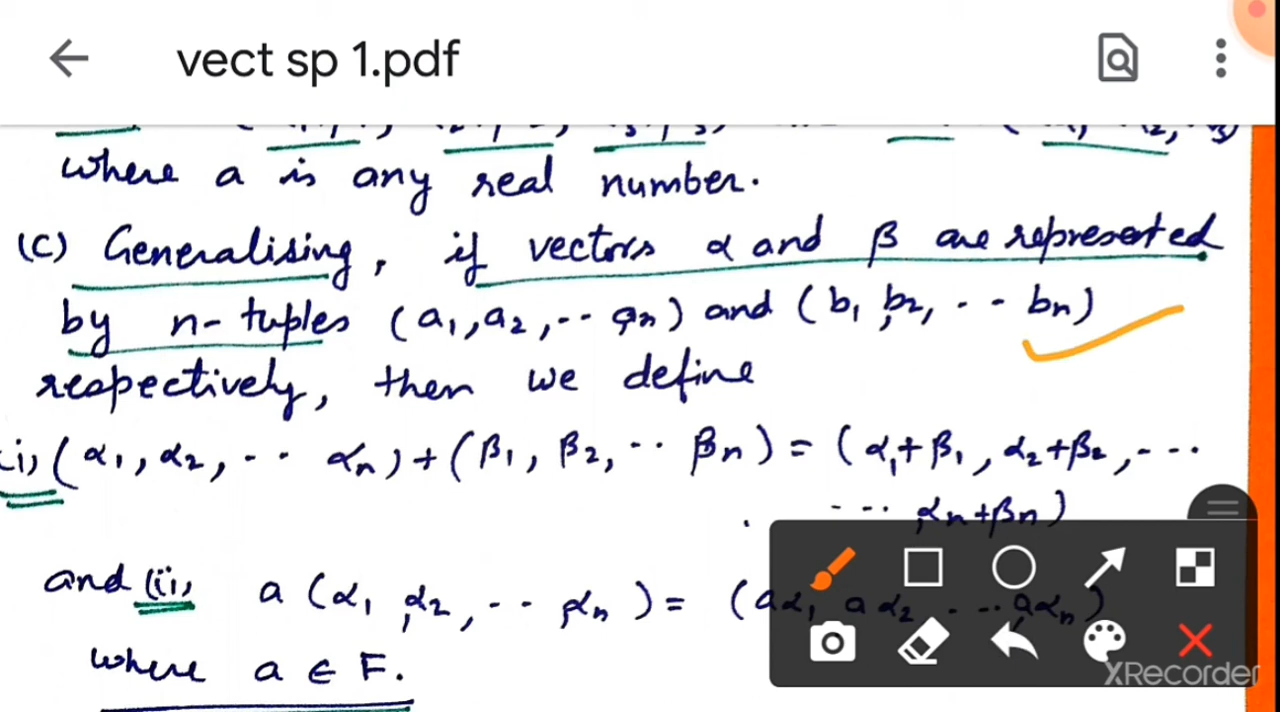 vect sp 1.pdf
where a is any real number.
(C) Generalising, if vectors α and β are represented
by n-tuples (a₁, a₂, -- aₙ) and (b₁ b₂, - - bₙ)
respectively, then we define
(i) (α₁, α₂, -- αₙ) + (β₁, β₂, -- βₙ) = (α₁+β₁, α₂+β₂, ---
--- αₙ+βₙ)
and (ii) a (α₁, α₂, -- αₙ) = (aα₁, aα₂ --- aαₙ)
where a ∈ F.
XRecorder